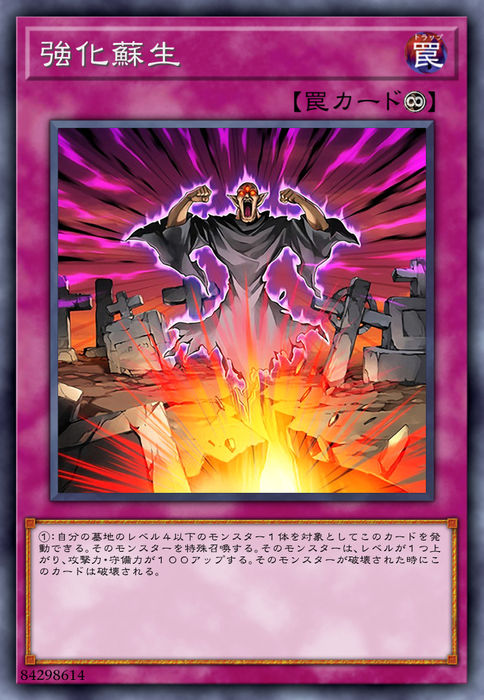 強化蘇生
トラップ
罠
【罠カード】
①:自分の墓地のレベル4以下のモンスター1体を対象としてこのカードを発
動できる。そのモンスターを特殊召喚する。そのモンスターは、レベルが1つ上
がり、攻撃力・守備力が100アップする。そのモンスターが破壊された時にこ
のカードは破壊される。
84298614